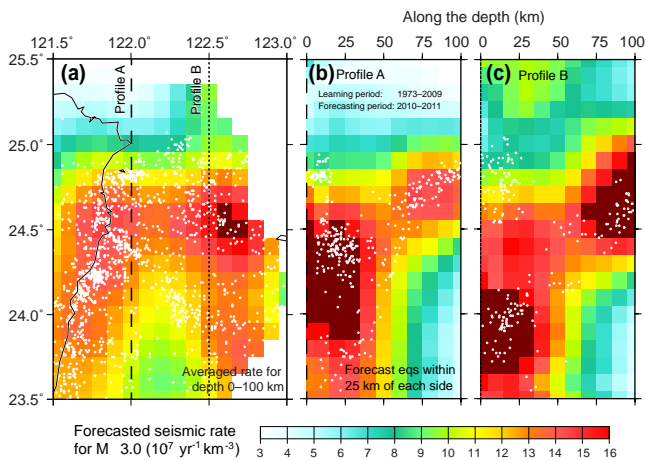 Along the depth (km)
121.5 122.0 122.5 123.0
0 25 50 75 100
0 25 50 75 100
25.5
25.0
24.5
24.0
23.5
(a)
Profile A
Profile B
Averaged rate for
depth 0–100 km
(b) Profile A
Learning period: 1973–2009
Forecasting period: 2010–2011
Forecast eqs within
25 km of each side
(c) Profile B
Forecasted seismic rate
for M 3.0 (10⁷ yr⁻¹km⁻³)
3 4 5 6 7 8 9 10 11 12 13 14 15 16